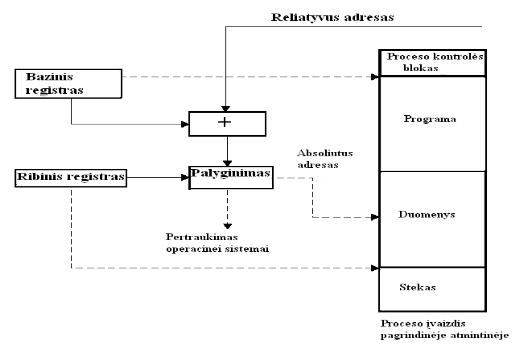 Reliatyvus adresas
Proceso kontrolės
blokas
Bazinis
registras
+
Programa
Absoliutus
adresas
Ribinis registras
Palyginimas
Duomenys
Pertraukimas
operacinei sistemai
Stekas
Proceso įvaizdis
pagrindinėje atmintinėje